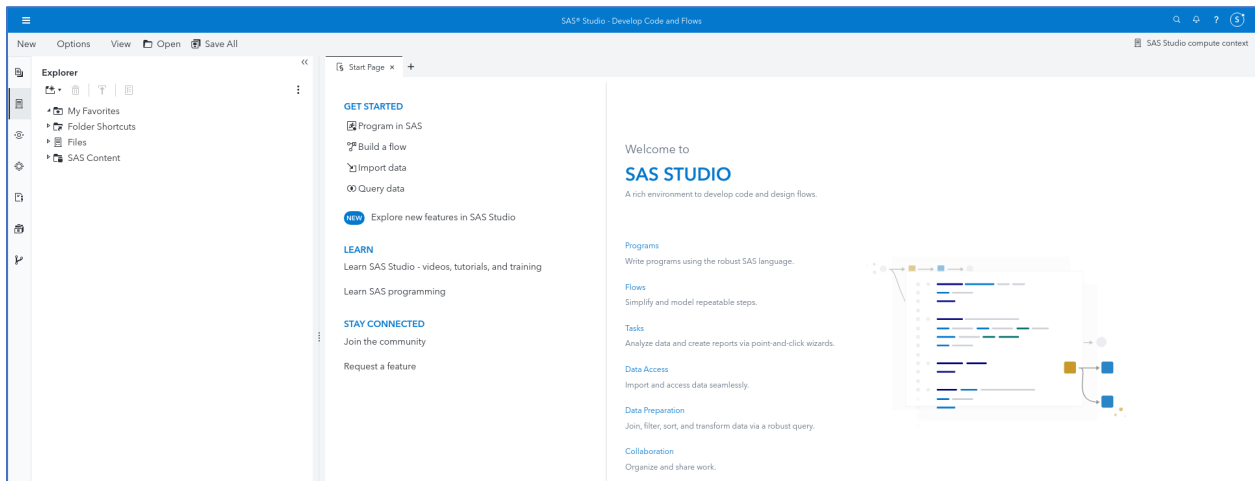 SAS® Studio - Develop Code and Flows
?
S
New Options View Open Save All
SAS Studio compute context
Explorer
My Favorites
Folder Shortcuts
Files
SAS Content
Start Page × +
GET STARTED
Program in SAS
Build a flow
Import data
Query data
NEW Explore new features in SAS Studio
LEARN
Learn SAS Studio - videos, tutorials, and training
Learn SAS programming
STAY CONNECTED
Join the community
Request a feature
Welcome to
SAS STUDIO
A rich environment to develop code and design flows.
Programs
Write programs using the robust SAS language.
Flows
Simplify and model repeatable steps.
Tasks
Analyze data and create reports via point-and-click wizards.
Data Access
Import and access data seamlessly.
Data Preparation
Join, filter, sort, and transform data via a robust query.
Collaboration
Organize and share work.